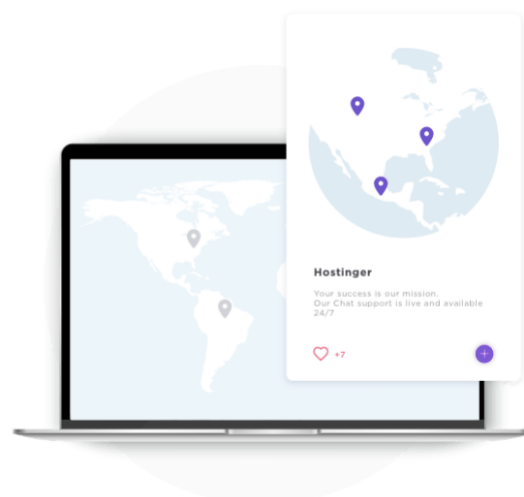 Hostinger
Your success is our mission.
Our Chat support is live and available
24/7
+7